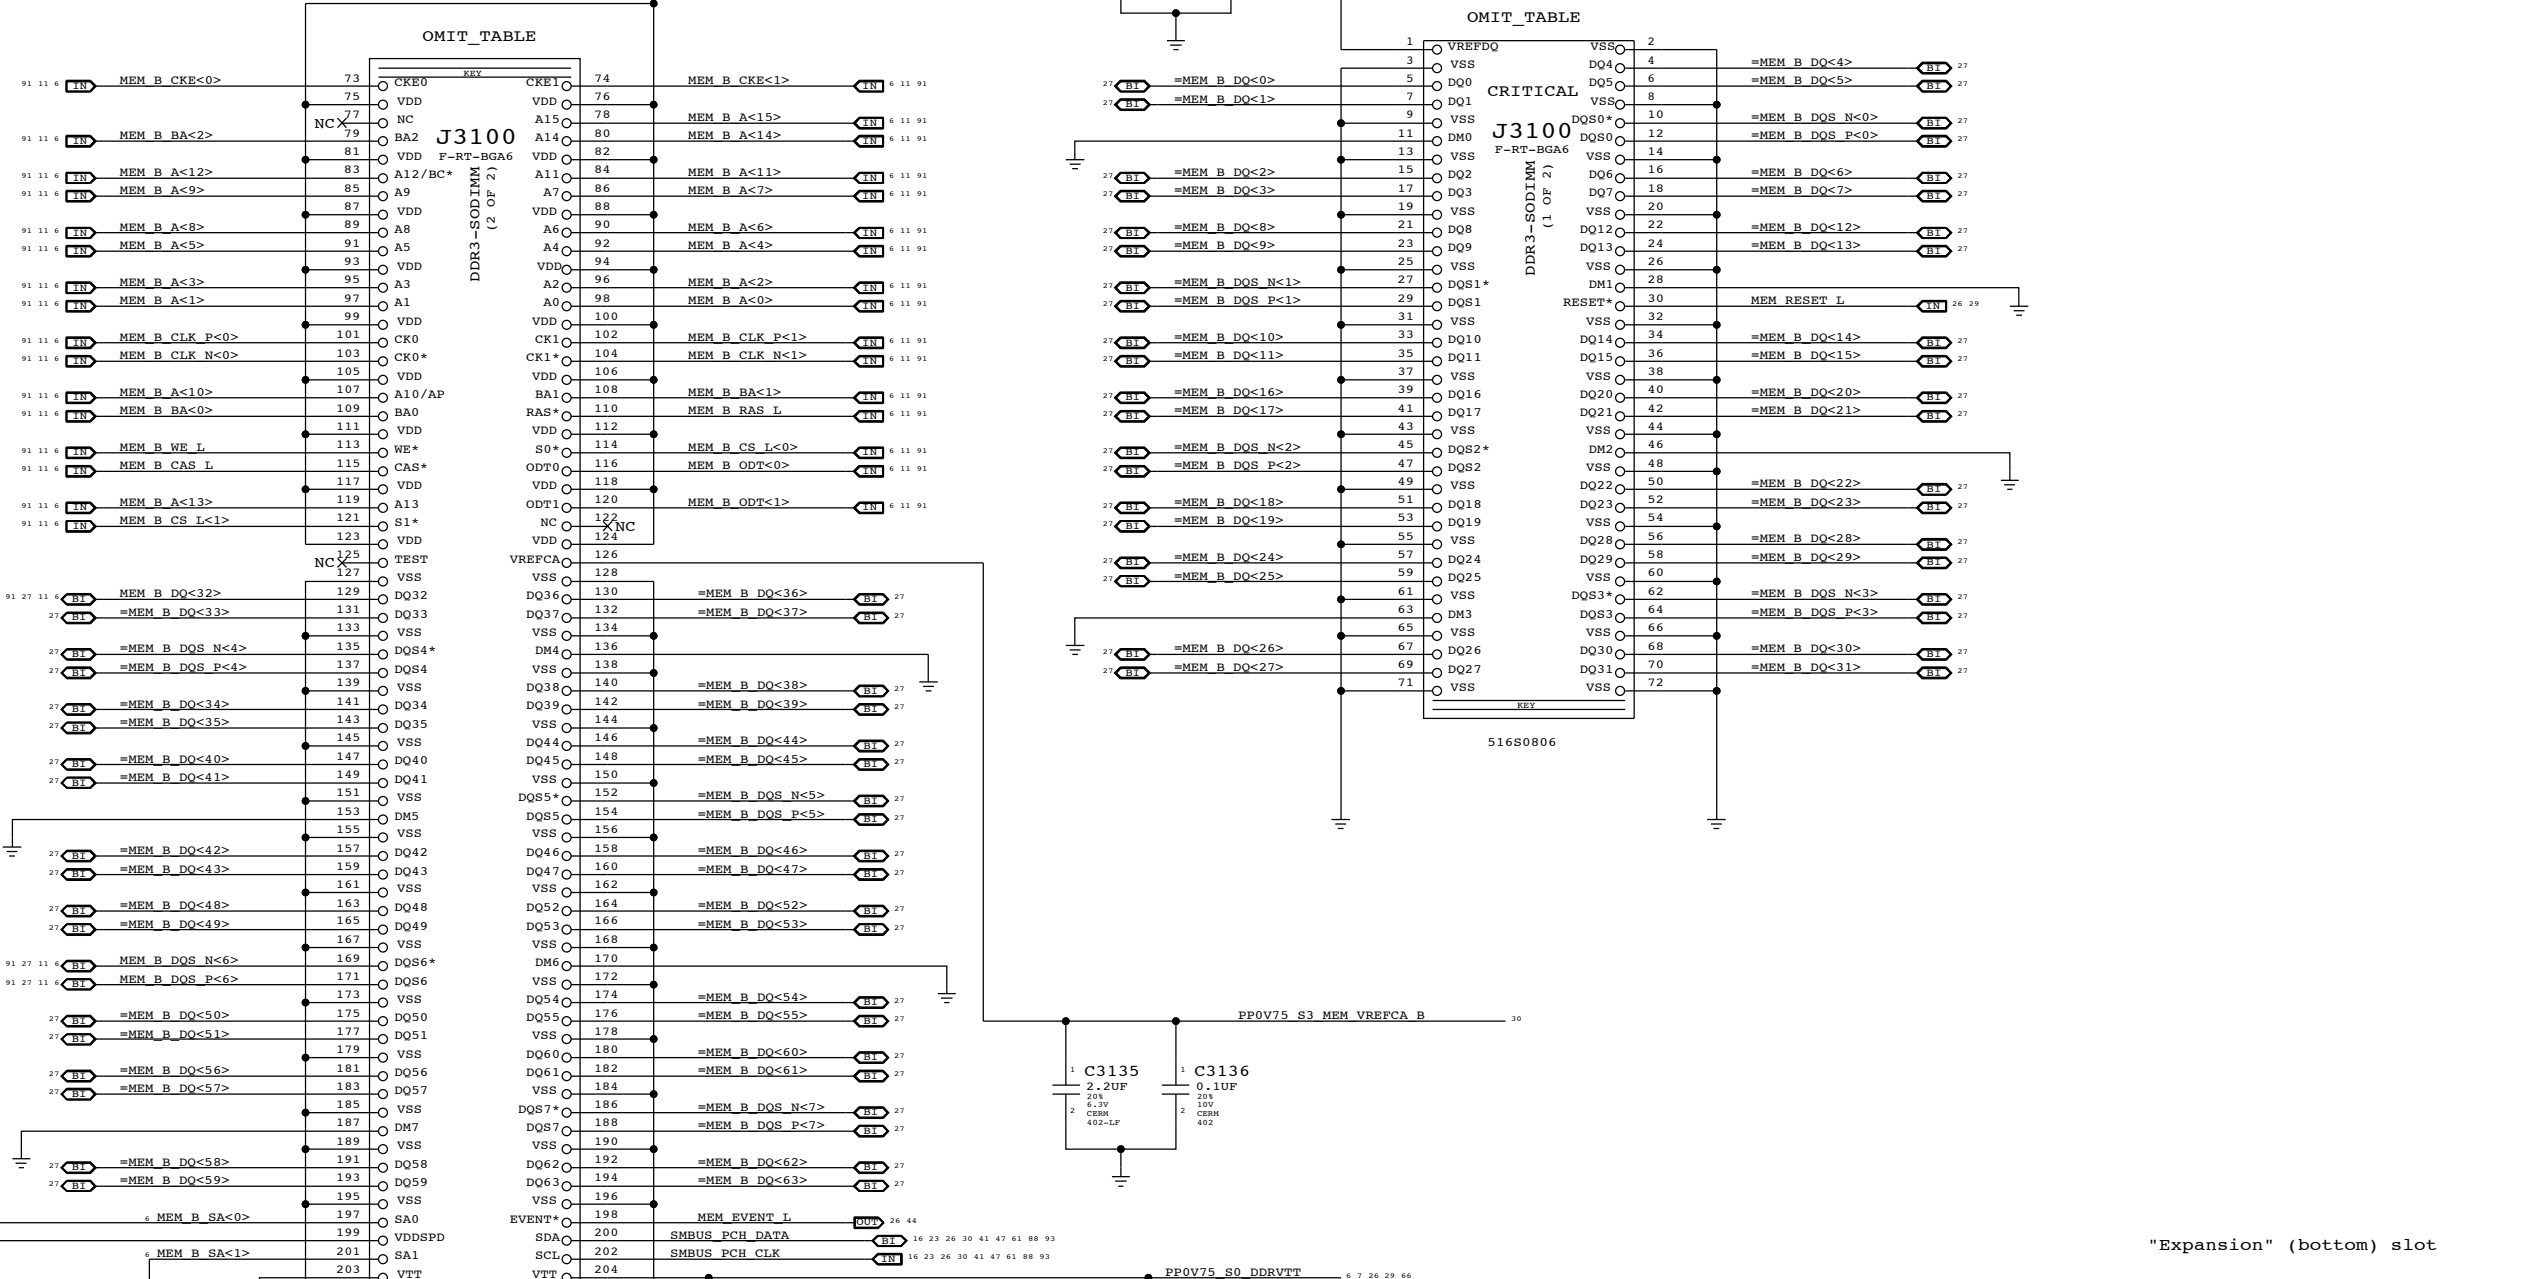 OMIT_TABLE
KEY
J3100
F-RT-BGA6
DDR3-SODIMM
(2 OF 2)
91 11 6 IN MEM_B_CKE<0> 73 CKE0 CKE1 74 MEM_B_CKE<1> IN 6 11 91
75 VDD VDD 76
NC 77 NC A15 78 MEM_B_A<15> IN 6 11 91
91 11 6 IN MEM_B_BA<2> 79 BA2 A14 80 MEM_B_A<14> IN 6 11 91
81 VDD VDD 82
91 11 6 IN MEM_B_A<12> 83 A12/BC* A11 84 MEM_B_A<11> IN 6 11 91
91 11 6 IN MEM_B_A<9> 85 A9 A7 86 MEM_B_A<7> IN 6 11 91
87 VDD VDD 88
91 11 6 IN MEM_B_A<8> 89 A8 A6 90 MEM_B_A<6> IN 6 11 91
91 11 6 IN MEM_B_A<5> 91 A5 A4 92 MEM_B_A<4> IN 6 11 91
93 VDD VDD 94
91 11 6 IN MEM_B_A<3> 95 A3 A2 96 MEM_B_A<2> IN 6 11 91
91 11 6 IN MEM_B_A<1> 97 A1 A0 98 MEM_B_A<0> IN 6 11 91
99 VDD VDD 100
91 11 6 IN MEM_B_CLK_P<0> 101 CK0 CK1 102 MEM_B_CLK_P<1> IN 6 11 91
91 11 6 IN MEM_B_CLK_N<0> 103 CK0* CK1* 104 MEM_B_CLK_N<1> IN 6 11 91
105 VDD VDD 106
91 11 6 IN MEM_B_A<10> 107 A10/AP BA1 108 MEM_B_BA<1> IN 6 11 91
91 11 6 IN MEM_B_BA<0> 109 BA0 RAS* 110 MEM_B_RAS_L IN 6 11 91
111 VDD VDD 112
91 11 6 IN MEM_B_WE_L 113 WE* S0* 114 MEM_B_CS_L<0> IN 6 11 91
91 11 6 IN MEM_B_CAS_L 115 CAS* ODT0 116 MEM_B_ODT<0> IN 6 11 91
117 VDD VDD 118
91 11 6 IN MEM_B_A<13> 119 A13 ODT1 120 MEM_B_ODT<1> IN 6 11 91
91 11 6 IN MEM_B_CS_L<1> 121 S1* NC 122 NC
123 VDD VDD 124
NC 125 TEST VREFCA 126
127 VSS VSS 128
91 27 11 6 BI MEM_B_DQ<32> 129 DQ32 DQ36 130 =MEM_B_DQ<36> BI 27
27 BI =MEM_B_DQ<33> 131 DQ33 DQ37 132 =MEM_B_DQ<37> BI 27
133 VSS VSS 134
27 BI =MEM_B_DQS_N<4> 135 DQS4* DM4 136
27 BI =MEM_B_DQS_P<4> 137 DQS4 VSS 138
139 VSS DQ38 140 =MEM_B_DQ<38> BI 27
27 BI =MEM_B_DQ<34> 141 DQ34 DQ39 142 =MEM_B_DQ<39> BI 27
27 BI =MEM_B_DQ<35> 143 DQ35 VSS 144
145 VSS DQ44 146 =MEM_B_DQ<44> BI 27
27 BI =MEM_B_DQ<40> 147 DQ40 DQ45 148 =MEM_B_DQ<45> BI 27
27 BI =MEM_B_DQ<41> 149 DQ41 VSS 150
151 VSS DQS5* 152 =MEM_B_DQS_N<5> BI 27
153 DM5 DQS5 154 =MEM_B_DQS_P<5> BI 27
155 VSS VSS 156
27 BI =MEM_B_DQ<42> 157 DQ42 DQ46 158 =MEM_B_DQ<46> BI 27
27 BI =MEM_B_DQ<43> 159 DQ43 DQ47 160 =MEM_B_DQ<47> BI 27
161 VSS VSS 162
27 BI =MEM_B_DQ<48> 163 DQ48 DQ52 164 =MEM_B_DQ<52> BI 27
27 BI =MEM_B_DQ<49> 165 DQ49 DQ53 166 =MEM_B_DQ<53> BI 27
167 VSS VSS 168
91 27 11 6 BI MEM_B_DQS_N<6> 169 DQS6* DM6 170
91 27 11 6 BI MEM_B_DQS_P<6> 171 DQS6 VSS 172
173 VSS DQ54 174 =MEM_B_DQ<54> BI 27
27 BI =MEM_B_DQ<50> 175 DQ50 DQ55 176 =MEM_B_DQ<55> BI 27
27 BI =MEM_B_DQ<51> 177 DQ51 VSS 178
179 VSS DQ60 180 =MEM_B_DQ<60> BI 27
27 BI =MEM_B_DQ<56> 181 DQ56 DQ61 182 =MEM_B_DQ<61> BI 27
27 BI =MEM_B_DQ<57> 183 DQ57 VSS 184
185 VSS DQS7* 186 =MEM_B_DQS_N<7> BI 27
187 DM7 DQS7 188 =MEM_B_DQS_P<7> BI 27
189 VSS VSS 190
27 BI =MEM_B_DQ<58> 191 DQ58 DQ62 192 =MEM_B_DQ<62> BI 27
27 BI =MEM_B_DQ<59> 193 DQ59 DQ63 194 =MEM_B_DQ<63> BI 27
195 VSS VSS 196
6 MEM_B_SA<0> 197 SA0 EVENT* 198 MEM_EVENT_L OUT 26 44
199 VDDSPD SDA 200 SMBUS_PCH_DATA BI 16 23 26 30 41 47 61 88 93
6 MEM_B_SA<1> 201 SA1 SCL 202 SMBUS_PCH_CLK IN 16 23 26 30 41 47 61 88 93
203 VTT VTT 204 PP0V75_S0_DDRVTT 6 7 26 29 66
OMIT_TABLE
CRITICAL
J3100
F-RT-BGA6
DDR3-SODIMM
(1 OF 2)
1 VREFDQ VSS 2
3 VSS DQ4 4 =MEM_B_DQ<4> BI 27
27 BI =MEM_B_DQ<0> 5 DQ0 DQ5 6 =MEM_B_DQ<5> BI 27
27 BI =MEM_B_DQ<1> 7 DQ1 VSS 8
9 VSS DQS0* 10 =MEM_B_DQS_N<0> BI 27
11 DM0 DQS0 12 =MEM_B_DQS_P<0> BI 27
13 VSS VSS 14
27 BI =MEM_B_DQ<2> 15 DQ2 DQ6 16 =MEM_B_DQ<6> BI 27
27 BI =MEM_B_DQ<3> 17 DQ3 DQ7 18 =MEM_B_DQ<7> BI 27
19 VSS VSS 20
27 BI =MEM_B_DQ<8> 21 DQ8 DQ12 22 =MEM_B_DQ<12> BI 27
27 BI =MEM_B_DQ<9> 23 DQ9 DQ13 24 =MEM_B_DQ<13> BI 27
25 VSS VSS 26
27 BI =MEM_B_DQS_N<1> 27 DQS1* DM1 28
27 BI =MEM_B_DQS_P<1> 29 DQS1 RESET* 30 MEM_RESET_L IN 26 29
31 VSS VSS 32
27 BI =MEM_B_DQ<10> 33 DQ10 DQ14 34 =MEM_B_DQ<14> BI 27
27 BI =MEM_B_DQ<11> 35 DQ11 DQ15 36 =MEM_B_DQ<15> BI 27
37 VSS VSS 38
27 BI =MEM_B_DQ<16> 39 DQ16 DQ20 40 =MEM_B_DQ<20> BI 27
27 BI =MEM_B_DQ<17> 41 DQ17 DQ21 42 =MEM_B_DQ<21> BI 27
43 VSS VSS 44
27 BI =MEM_B_DQS_N<2> 45 DQS2* DM2 46
27 BI =MEM_B_DQS_P<2> 47 DQS2 VSS 48
49 VSS DQ22 50 =MEM_B_DQ<22> BI 27
27 BI =MEM_B_DQ<18> 51 DQ18 DQ23 52 =MEM_B_DQ<23> BI 27
27 BI =MEM_B_DQ<19> 53 DQ19 VSS 54
55 VSS DQ28 56 =MEM_B_DQ<28> BI 27
27 BI =MEM_B_DQ<24> 57 DQ24 DQ29 58 =MEM_B_DQ<29> BI 27
27 BI =MEM_B_DQ<25> 59 DQ25 VSS 60
61 VSS DQS3* 62 =MEM_B_DQS_N<3> BI 27
63 DM3 DQS3 64 =MEM_B_DQS_P<3> BI 27
65 VSS VSS 66
27 BI =MEM_B_DQ<26> 67 DQ26 DQ30 68 =MEM_B_DQ<30> BI 27
27 BI =MEM_B_DQ<27> 69 DQ27 DQ31 70 =MEM_B_DQ<31> BI 27
71 VSS VSS 72
KEY
516S0806
PP0V75_S3_MEM_VREFCA_B 30
1 C3135
2.2UF
20%
6.3V
2 CERM
402-LF
1 C3136
0.1UF
20%
10V
2 CERM
402
"Expansion" (bottom) slot